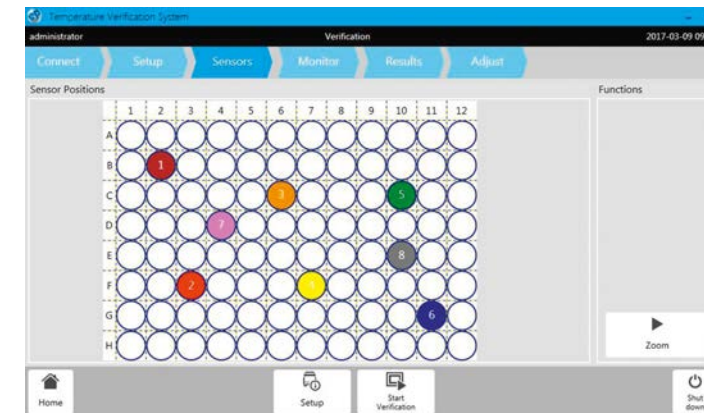 Temperature Verification System
administrator Verification 2017-03-09 09
Connect Setup Sensors Monitor Results Adjust
Sensor Positions Functions
1 2 3 4 5 6 7 8 9 10 11 12
A
B 1
C 3 5
D 7
E 8
F 2
G 6
H
Zoom
Home Setup Start Verification Shut down